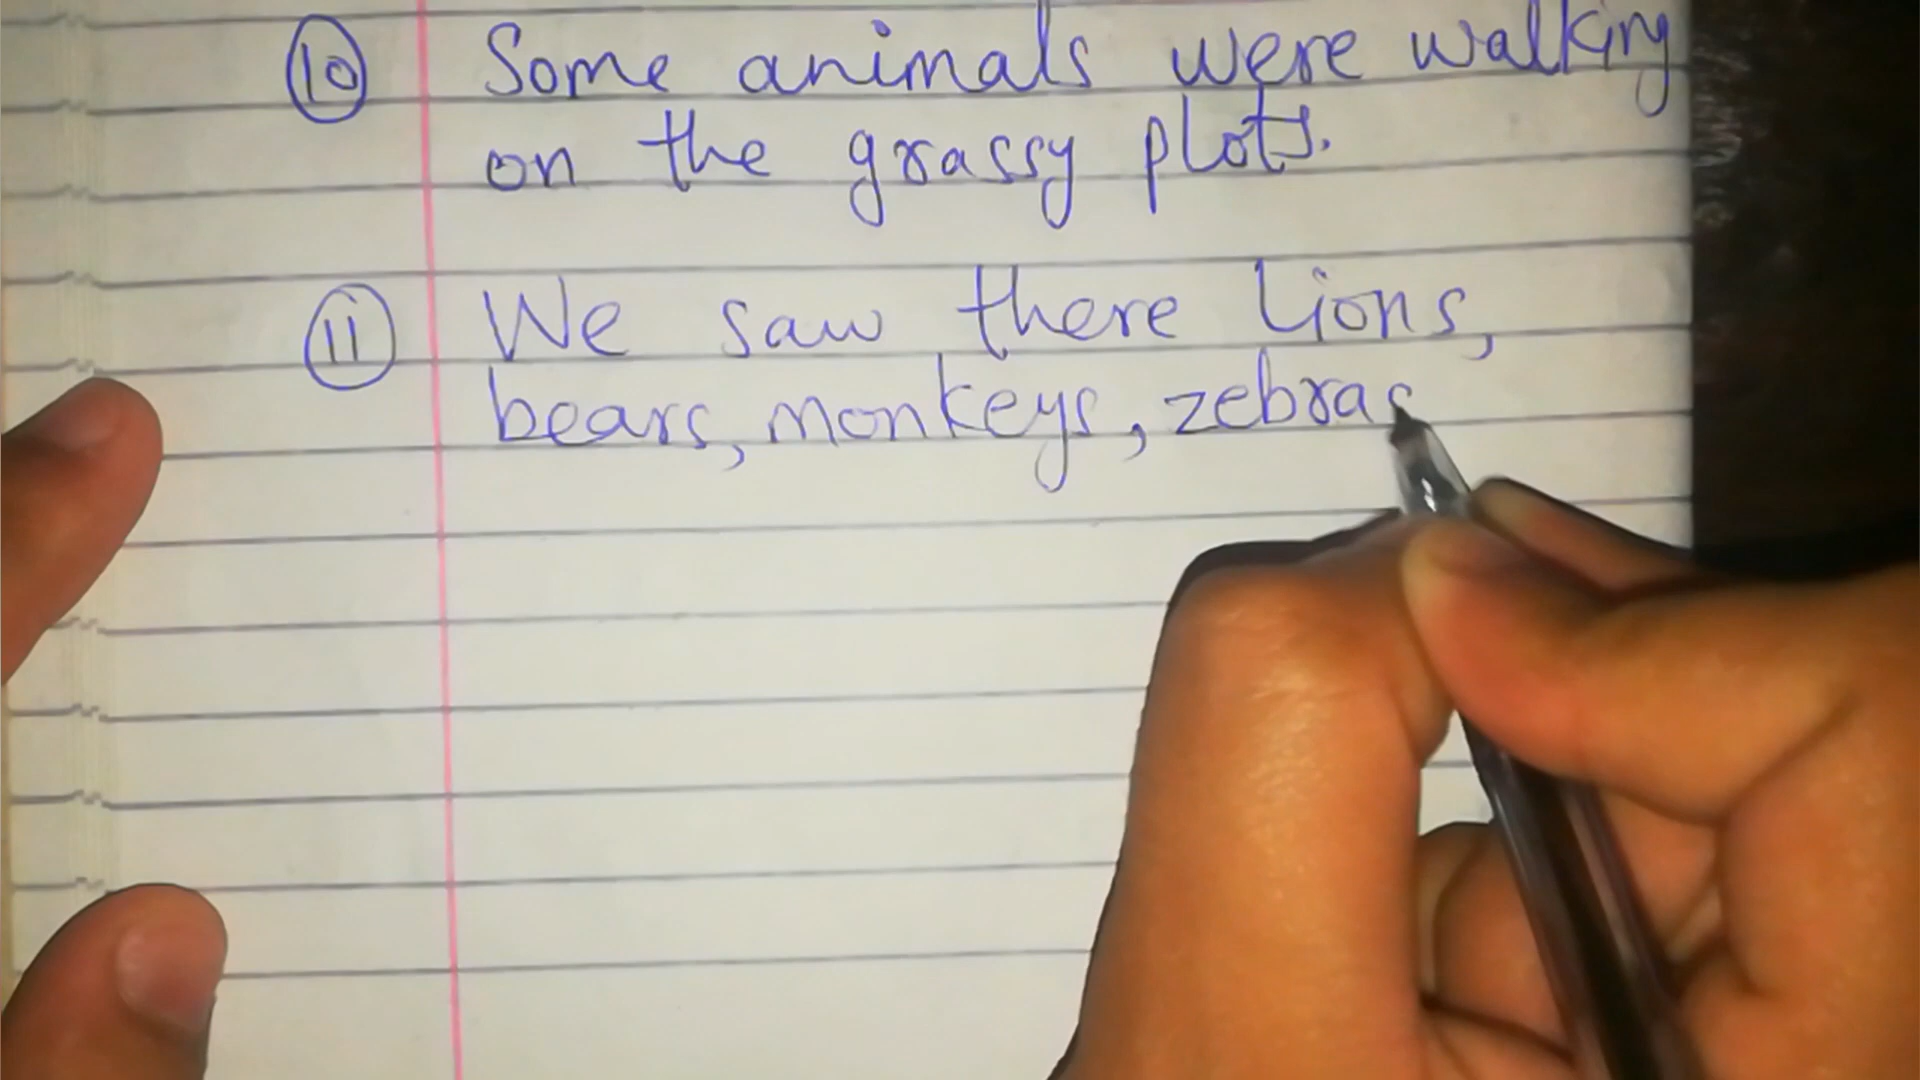 10 Some animals were walking
on the grassy plots.
11 We saw there lions,
bears, monkeys, zebras